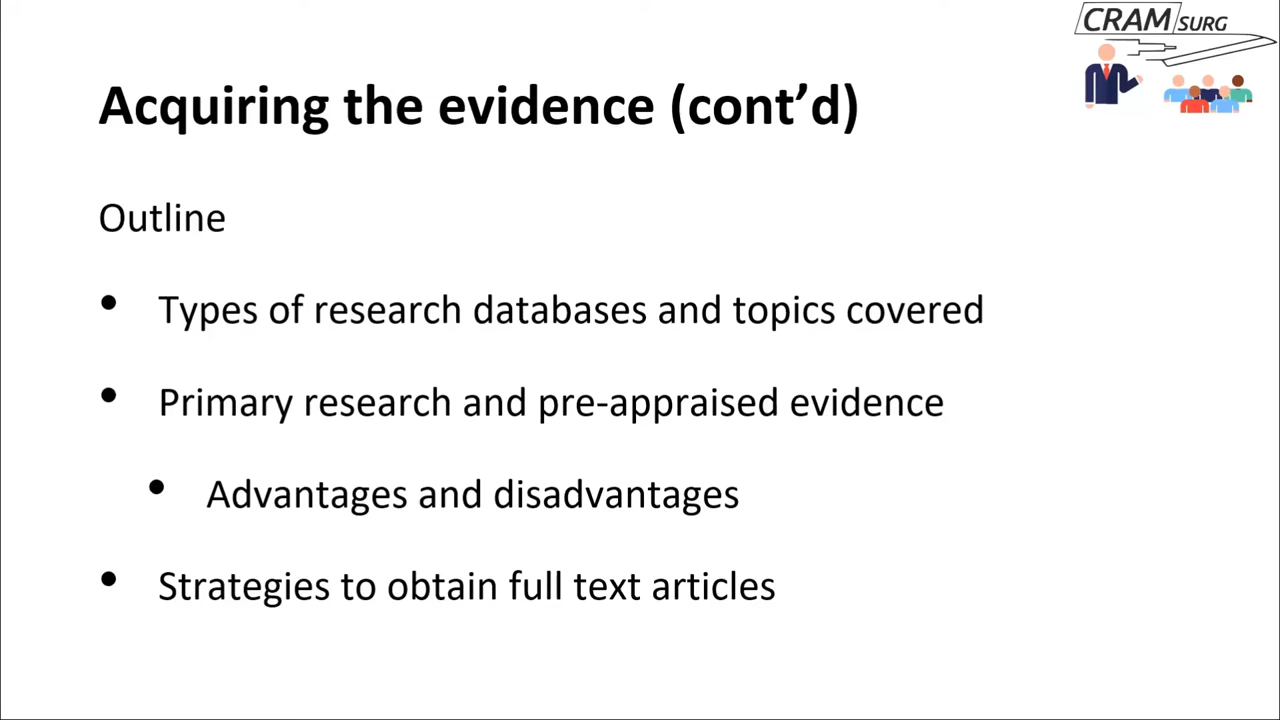 CRAM SURG
Acquiring the evidence (cont’d)
Outline
• Types of research databases and topics covered
• Primary research and pre-appraised evidence
• Advantages and disadvantages
• Strategies to obtain full text articles